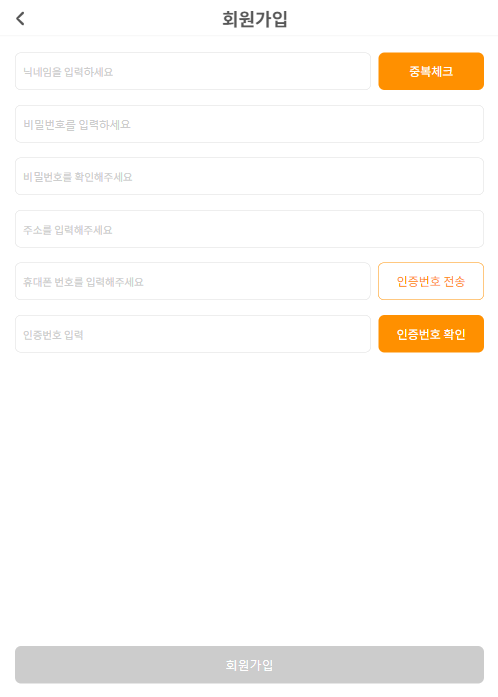 회원가입
닉네임을 입력하세요
중복체크
비밀번호를 입력하세요
비밀번호를 확인해주세요
주소를 입력해주세요
휴대폰 번호를 입력해주세요
인증번호 전송
인증번호 입력
인증번호 확인
회원가입